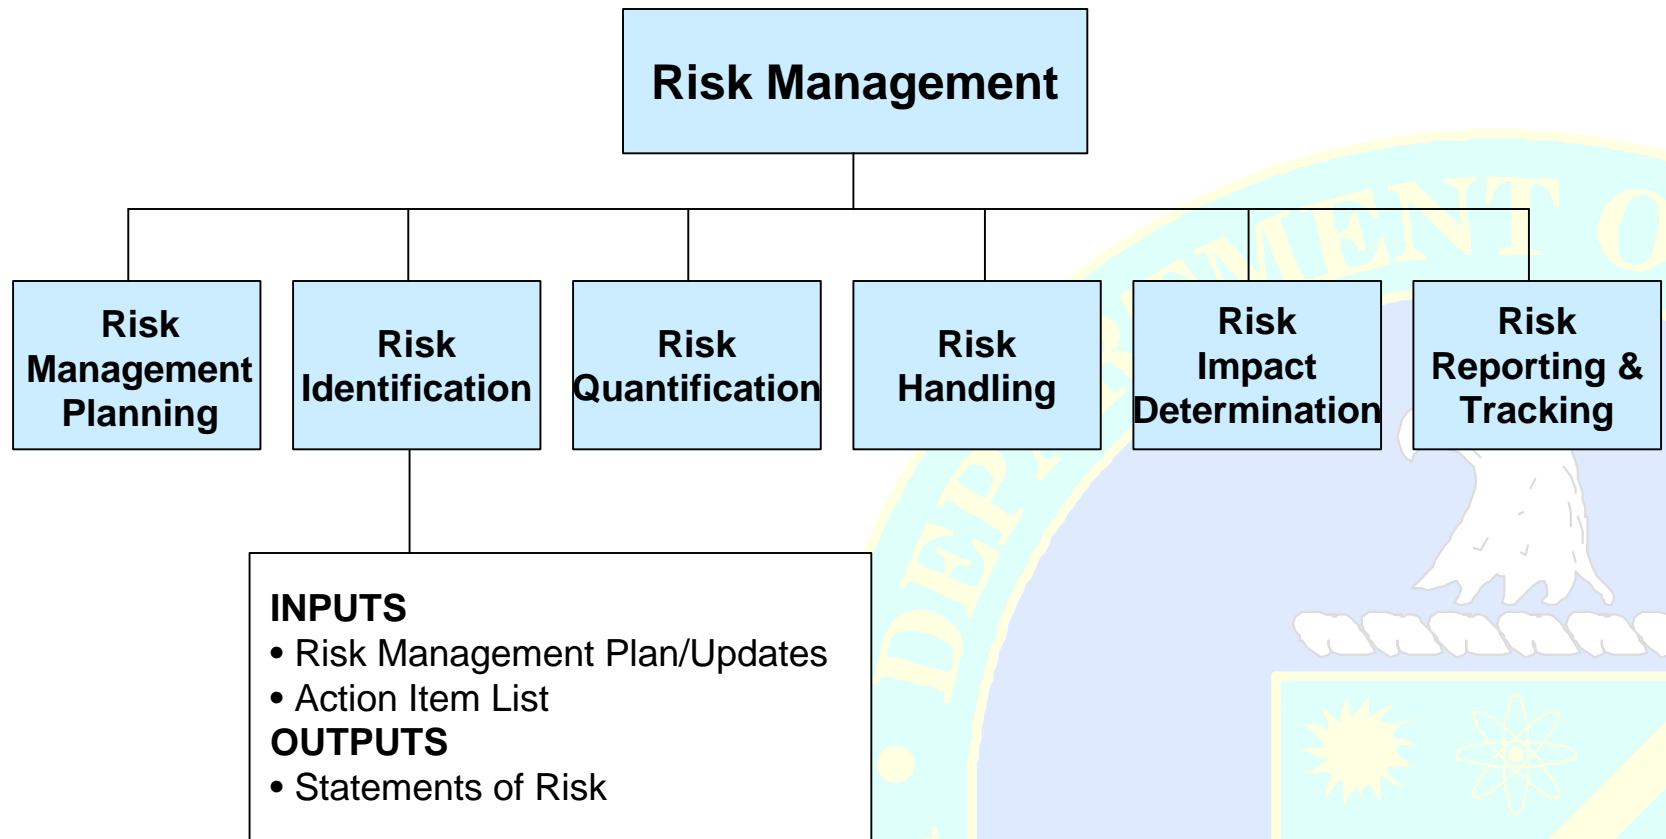 Risk Management
Risk
Management
Planning
Risk
Identification
Risk
Quantification
Risk
Handling
Risk
Impact
Determination
Risk
Reporting &
Tracking
INPUTS
• Risk Management Plan/Updates
• Action Item List
OUTPUTS
• Statements of Risk
DEPARTMENT O